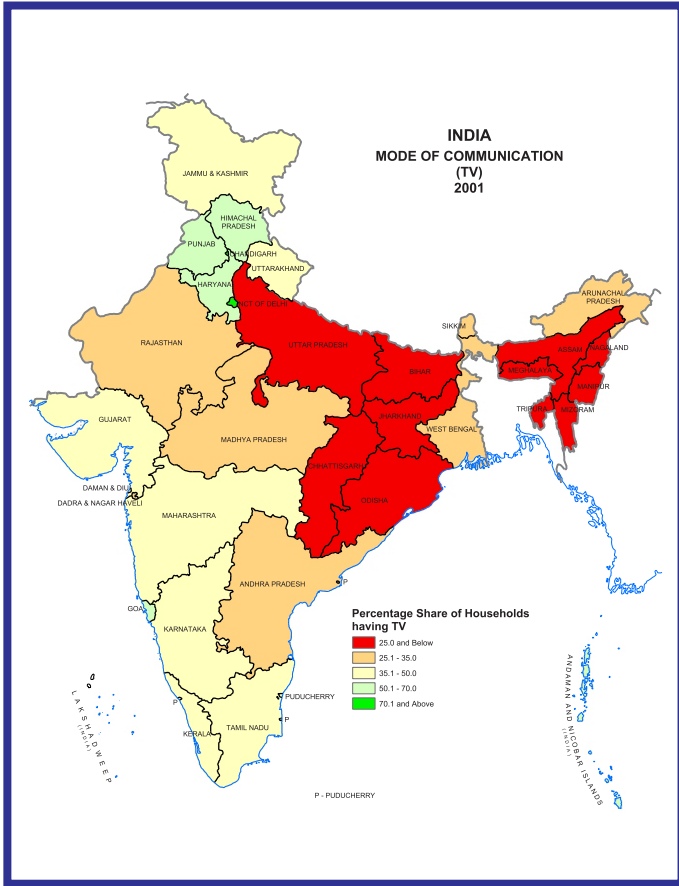 INDIA
MODE OF COMMUNICATION
(TV)
2001
JAMMU & KASHMIR
HIMACHAL
PRADESH
PUNJAB
CHANDIGARH
UTTARAKHAND
HARYANA
NCT OF DELHI
ARUNACHAL
PRADESH
SIKKIM
RAJASTHAN
UTTAR PRADESH
ASSAM
NAGALAND
BIHAR
MEGHALAYA
MANIPUR
TRIPURA
MIZORAM
GUJARAT
JHARKHAND
WEST BENGAL
MADHYA PRADESH
CHHATTISGARH
DAMAN & DIU
DADRA & NAGAR HAVELI
ODISHA
MAHARASHTRA
ANDHRA PRADESH
P
GOA
KARNATAKA
Percentage Share of Households
having TV
25.0 and Below
25.1 - 35.0
35.1 - 50.0
50.1 - 70.0
70.1 and Above
PUDUCHERRY
P
P
TAMIL NADU
KERALA
LAKSHADWEEP
(INDIA)
ANDAMAN AND NICOBAR ISLANDS
(INDIA)
P - PUDUCHERRY